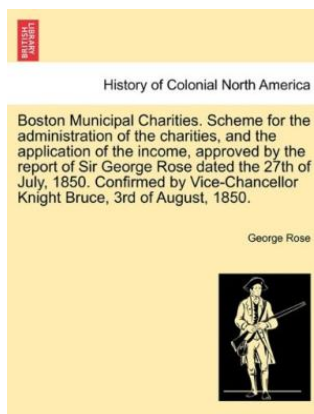 BRITISH
LIBRARY
History of Colonial North America
Boston Municipal Charities. Scheme for the
administration of the charities, and the
application of the income, approved by the
report of Sir George Rose dated the 27th of
July, 1850. Confirmed by Vice-Chancellor
Knight Bruce, 3rd of August, 1850.
George Rose